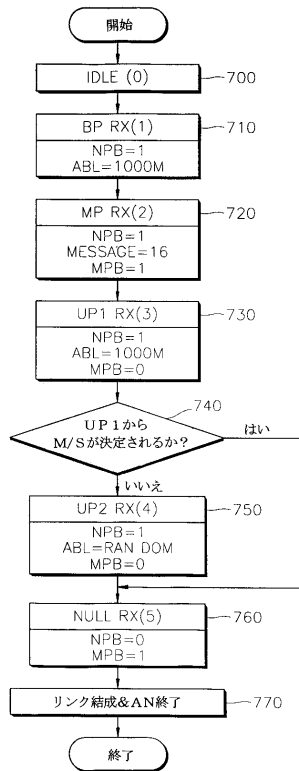 開始
IDLE (0)
700
BP RX(1)
710
NPB=1
ABL=1000M
MP RX(2)
720
NPB=1
MESSAGE=16
MPB=1
UP1 RX(3)
730
NPB=1
ABL=1000M
MPB=0
740
UP1から
M/Sが決定されるか?
はい
いいえ
UP2 RX(4)
750
NPB=1
ABL=RAN DOM
MPB=0
NULL RX(5)
760
NPB=0
MPB=1
リンク結成&AN終了
770
終了